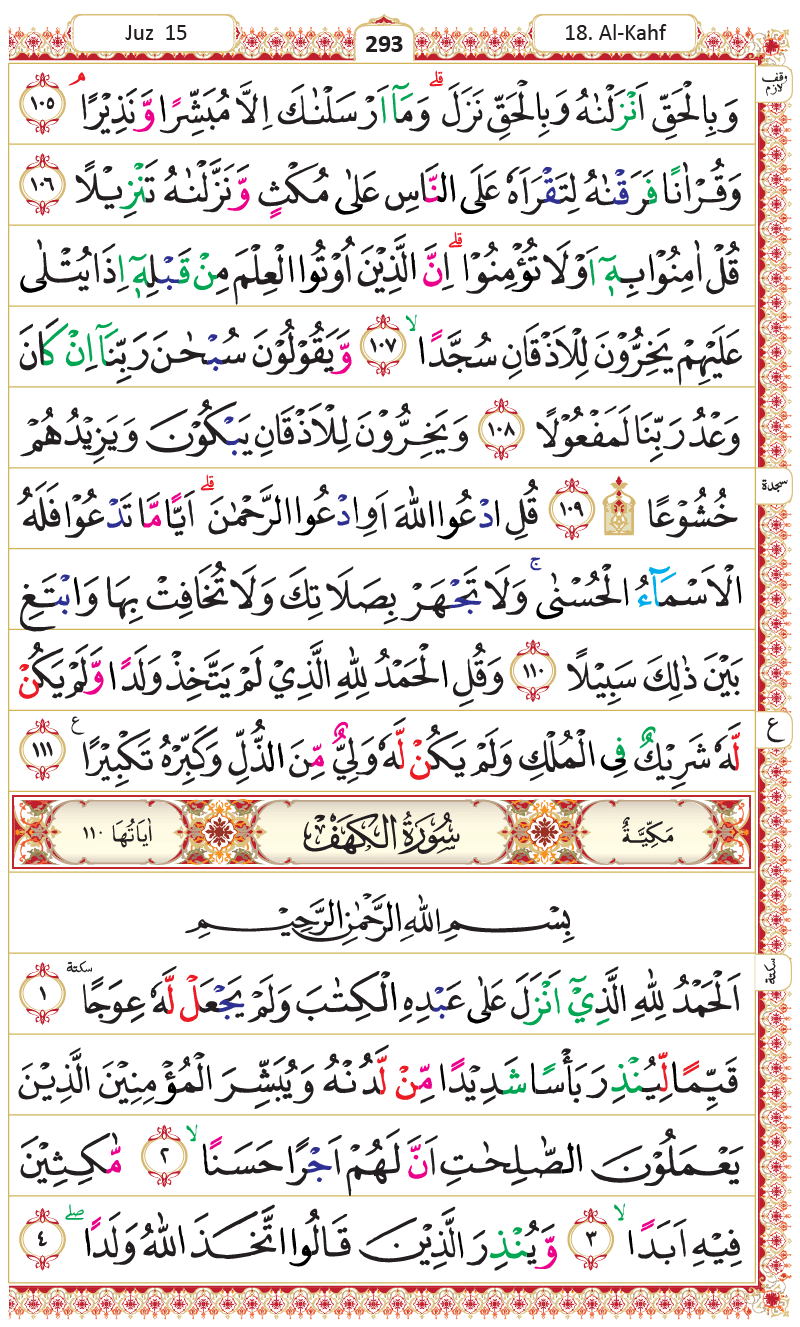 Juz 15
293
18. Al-Kahf
وَبِالْحَقِّ اَنْزَلْنٰهُ وَبِالْحَقِّ نَزَلَ ؕ وَمَاۤ اَرْسَلْنٰكَ اِلَّا مُبَشِّرًا وَّنَذِيْرًا ۘ ١٠٥
وقف لازم
وَقُرْاٰنًا فَرَقْنٰهُ لِتَقْرَاَهٗ عَلَى النَّاسِ عَلٰى مُكْثٍ وَّنَزَّلْنٰهُ تَنْزِيْلًا ١٠٦
قُلْ اٰمِنُوْا بِهٖۤ اَوْ لَا تُؤْمِنُوْا ۗ اِنَّ الَّذِيْنَ اُوْتُوا الْعِلْمَ مِنْ قَبْلِهٖۤ اِذَا يُتْلٰى
عَلَيْهِمْ يَخِرُّوْنَ لِلْاَذْقَانِ سُجَّدًا ۙ ١٠٧ وَّيَقُوْلُوْنَ سُبْحٰنَ رَبِّنَاۤ اِنْ كَانَ
وَعْدُ رَبِّنَا لَمَفْعُوْلًا ١٠٨ وَيَخِرُّوْنَ لِلْاَذْقَانِ يَبْكُوْنَ وَيَزِيْدُهُمْ
خُشُوْعًا ۩ ١٠٩ قُلِ ادْعُوا اللّٰهَ اَوِ ادْعُوا الرَّحْمٰنَ ۗ اَيًّا مَّا تَدْعُوْا فَلَهُ
سجدة
الْاَسْمَاۤءُ الْحُسْنٰى ۚ وَلَا تَجْهَرْ بِصَلَاتِكَ وَلَا تُخَافِتْ بِهَا وَابْتَغِ
بَيْنَ ذٰلِكَ سَبِيْلًا ١١٠ وَقُلِ الْحَمْدُ لِلّٰهِ الَّذِيْ لَمْ يَتَّخِذْ وَلَدًا وَّلَمْ يَكُنْ
لَّهٗ شَرِيْكٌ فِى الْمُلْكِ وَلَمْ يَكُنْ لَّهٗ وَلِيٌّ مِّنَ الذُّلِّ وَكَبِّرْهُ تَكْبِيْرًا ع ١١١
ع
مَكِّيَّةٌ
سُوْرَةُ الْكَهْفِ
اٰيَاتُهَا ١١٠
بِسْمِ اللّٰهِ الرَّحْمٰنِ الرَّحِيْمِ
اَلْحَمْدُ لِلّٰهِ الَّذِيْۤ اَنْزَلَ عَلٰى عَبْدِهِ الْكِتٰبَ وَلَمْ يَجْعَلْ لَّهٗ عِوَجًا سكتة ١
سكتة
قَيِّمًا لِّيُنْذِرَ بَأْسًا شَدِيْدًا مِّنْ لَّدُنْهُ وَيُبَشِّرَ الْمُؤْمِنِيْنَ الَّذِيْنَ
يَعْمَلُوْنَ الصّٰلِحٰتِ اَنَّ لَهُمْ اَجْرًا حَسَنًا ۙ ٢ مّٰكِثِيْنَ
فِيْهِ اَبَدًا ۙ ٣ وَّيُنْذِرَ الَّذِيْنَ قَالُوا اتَّخَذَ اللّٰهُ وَلَدًا ۖ ٤